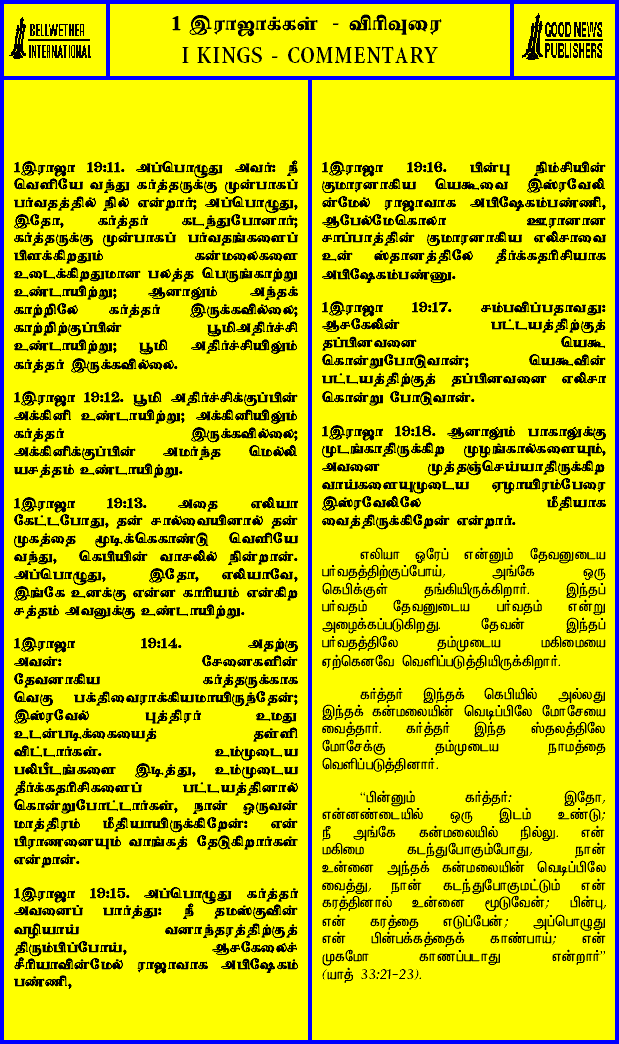 BELLWETHER
INTERNATIONAL
1 இராஜாக்கள் - விரிவுரை
I KINGS - COMMENTARY
GOOD NEWS
PUBLISHERS
1இராஜா 19:11. அப்பொழுது அவர்: நீ
வெளியே வந்து கர்த்தருக்கு முன்பாகப்
பர்வதத்தில் நில் என்றார்; அப்பொழுது,
இதோ, கர்த்தர் கடந்துபோனார்;
கர்த்தருக்கு முன்பாகப் பர்வதங்களைப்
பிளக்கிறதும் கன்மலைகளை
உடைக்கிறதுமான பலத்த பெருங்காற்று
உண்டாயிற்று; ஆனாலும் அந்தக்
காற்றிலே கர்த்தர் இருக்கவில்லை;
காற்றிற்குப்பின் பூமிஅதிர்ச்சி
உண்டாயிற்று; பூமி அதிர்ச்சியிலும்
கர்த்தர் இருக்கவில்லை.
1இராஜா 19:12. பூமி அதிர்ச்சிக்குப்பின்
அக்கினி உண்டாயிற்று; அக்கினியிலும்
கர்த்தர் இருக்கவில்லை;
அக்கினிக்குப்பின் அமர்ந்த மெல்லி
யசத்தம் உண்டாயிற்று.
1இராஜா 19:13. அதை எலியா
கேட்டபோது, தன் சால்வையினால் தன்
முகத்தை மூடிக்கெகாண்டு வெளியே
வந்து, கெபியின் வாசலில் நின்றான்.
அப்பொழுது, இதோ, எலியாவே,
இங்கே உனக்கு என்ன காரியம் என்கிற
சத்தம் அவனுக்கு உண்டாயிற்று.
1இராஜா 19:14. அதற்கு
அவன்: சேனைகளின்
தேவனாகிய கர்த்தருக்காக
வெகு பக்திவைராக்கியமாயிருந்தேன்;
இஸ்ரவேல் புத்திரர் உமது
உடன்படிக்கையைத் தள்ளி
விட்டார்கள். உம்முடைய
பலிபீடங்களை இடித்து, உம்முடைய
தீர்க்கதரிசிகளைப் பட்டயத்தினால்
கொன்றுபோட்டார்கள், நான் ஒருவன்
மாத்திரம் மீதியாயிருக்கிறேன்: என்
பிராணனையும் வாங்கத் தேடுகிறார்கள்
என்றான்.
1இராஜா 19:15. அப்பொழுது கர்த்தர்
அவனைப் பார்த்து: நீ தமஸ்குவின்
வழியாய் வனாந்தரத்திற்குத்
திரும்பிப்போய், ஆசகேலைச்
சீரியாவின்மேல் ராஜாவாக அபிஷேகம்
பண்ணி,
1இராஜா 19:16. பின்பு நிம்சியின்
குமாரனாகிய யெகூவை இஸ்ரவேலி
ன்மேல் ராஜாவாக அபிஷேகம்பண்ணி,
ஆபேல்மேகொலா ஊரானான
சாப்பாத்தின் குமாரனாகிய எலிசாவை
உன் ஸ்தானத்திலே தீர்க்கதரிசியாக
அபிஷேகம்பண்ணு.
1இராஜா 19:17. சம்பவிப்பதாவது:
ஆசகேலின் பட்டயத்திற்குத்
தப்பினவனை யெகூ
கொன்றுபோடுவான்; யெகூவின்
பட்டயத்திற்குத் தப்பினவனை எலிசா
கொன்று போடுவான்.
1இராஜா 19:18. ஆனாலும் பாகாலுக்கு
முடங்காதிருக்கிற முழங்கால்களையும்,
அவனை முத்தஞ்செய்யாதிருக்கிற
வாய்களையுமுடைய ஏழாயிரம்பேரை
இஸ்ரவேலிலே மீதியாக
வைத்திருக்கிறேன் என்றார்.
எலியா ஒரேப் என்னும் தேவனுடைய
பர்வதத்திற்குப்போய், அங்கே ஒரு
கெபிக்குள் தங்கியிருக்கிறார். இந்தப்
பர்வதம் தேவனுடைய பர்வதம் என்று
அழைக்கப்படுகிறது. தேவன் இந்தப்
பர்வதத்திலே தம்முடைய மகிமையை
ஏற்கெனவே வெளிப்படுத்தியிருக்கிறார்.
கர்த்தர் இந்தக் கெபியில் அல்லது
இந்தக் கன்மலையின் வெடிப்பிலே மோசேயை
வைத்தார். கர்த்தர் இந்த ஸ்தலத்திலே
மோசேக்கு தம்முடைய நாமத்தை
வெளிப்படுத்தினார்.
"பின்னும் கர்த்தர்: இதோ,
என்னண்டையில் ஒரு இடம் உண்டு;
நீ அங்கே கன்மலையில் நில்லு. என்
மகிமை கடந்துபோகும்போது, நான்
உன்னை அந்தக் கன்மலையின் வெடிப்பிலே
வைத்து, நான் கடந்துபோகுமட்டும் என்
கரத்தினால் உன்னை மூடுவேன்; பின்பு,
என் கரத்தை எடுப்பேன்; அப்பொழுது
என் பின்பக்கத்தைக் காண்பாய்; என்
முகமோ காணப்படாது என்றார்"
(யாத் 33:21-23).